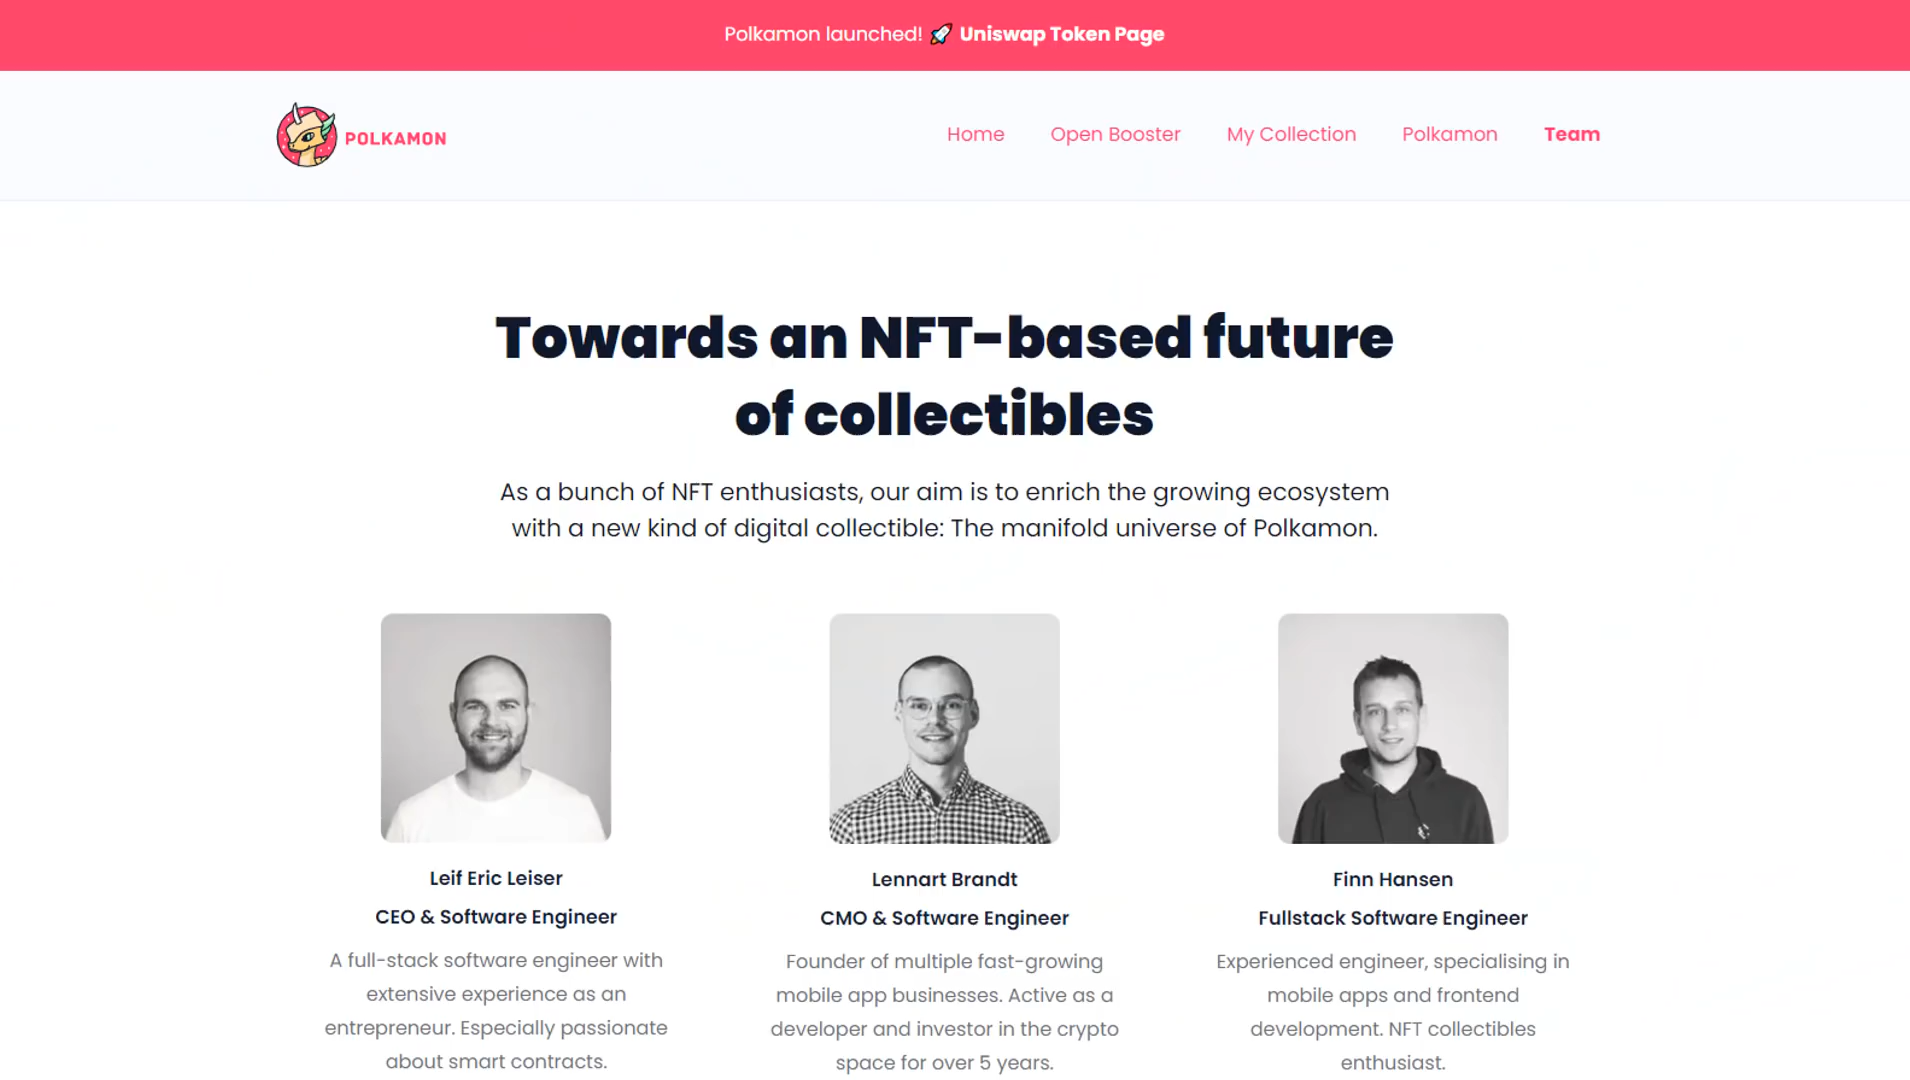 Polkamon launched! 🚀 Uniswap Token Page
POLKAMON
Home Open Booster My Collection Polkamon Team
Towards an NFT-based future
of collectibles
As a bunch of NFT enthusiasts, our aim is to enrich the growing ecosystem
with a new kind of digital collectible: The manifold universe of Polkamon.
Leif Eric Leiser
CEO & Software Engineer
A full-stack software engineer with
extensive experience as an
entrepreneur. Especially passionate
about smart contracts.
Lennart Brandt
CMO & Software Engineer
Founder of multiple fast-growing
mobile app businesses. Active as a
developer and investor in the crypto
space for over 5 years.
Finn Hansen
Fullstack Software Engineer
Experienced engineer, specialising in
mobile apps and frontend
development. NFT collectibles
enthusiast.